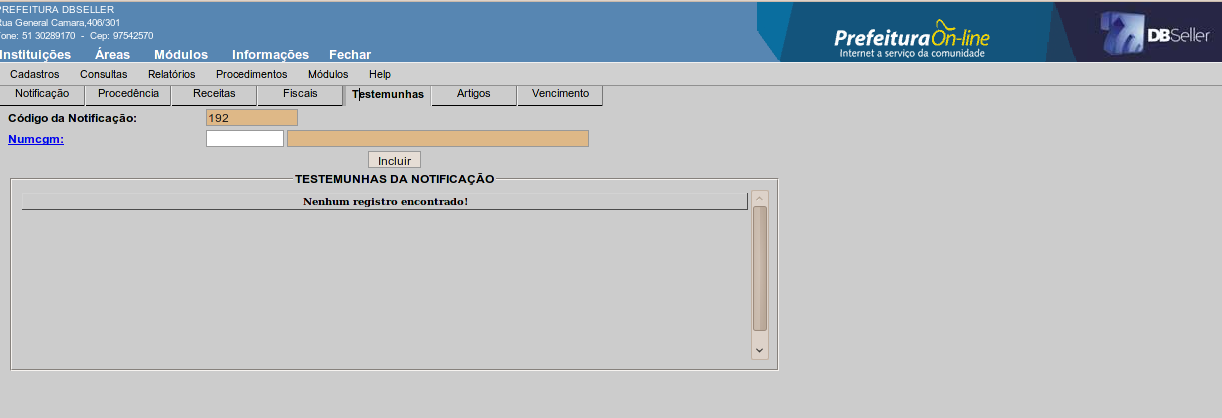 PREFEITURA DBSELLER
Rua General Camara,406/301
Fone: 51 30289170 - Cep: 97542570
Instituições Áreas Módulos Informações Fechar
Prefeitura On-line
Internet a serviço da comunidade
DBSeller
Cadastros Consultas Relatórios Procedimentos Módulos Help
Notificação Procedência Receitas Fiscais Testemunhas Artigos Vencimento
Código da Notificação: 192
Numcgm:
Incluir
TESTEMUNHAS DA NOTIFICAÇÃO
Nenhum registro encontrado!